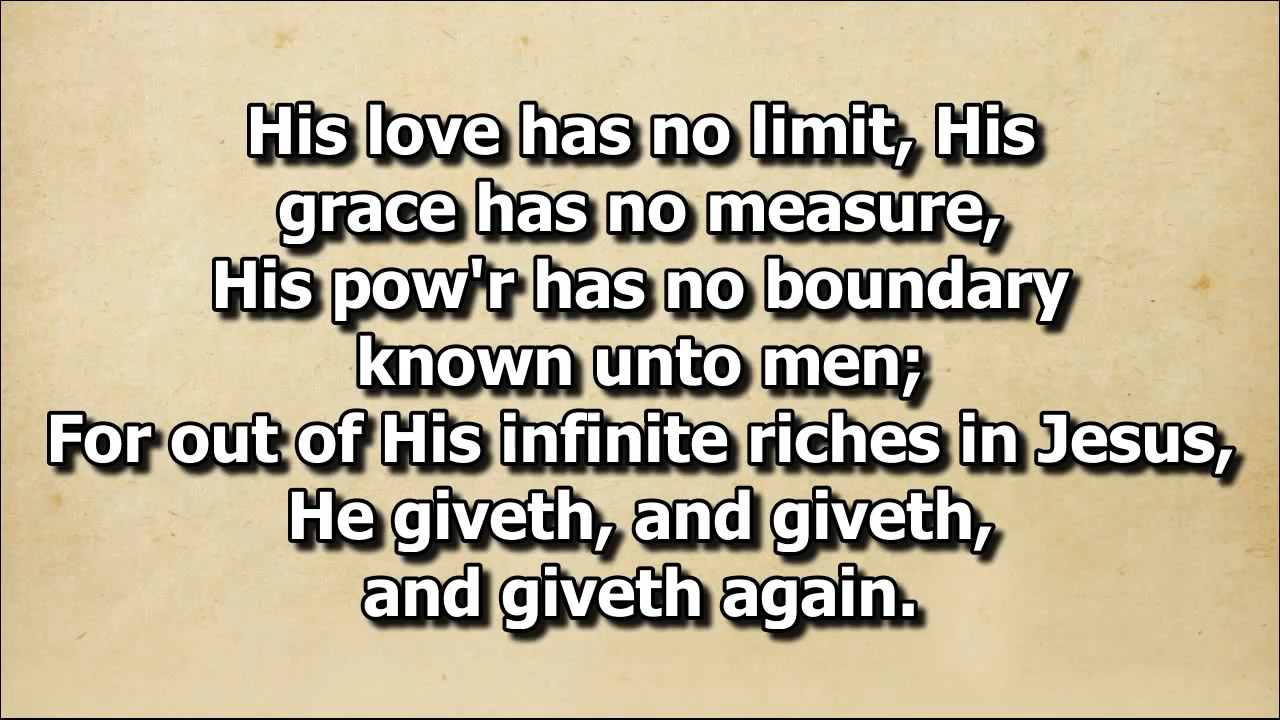 His love has no limit, His
grace has no measure,
His pow'r has no boundary
known unto men;
For out of His infinite riches in Jesus,
He giveth, and giveth,
and giveth again.